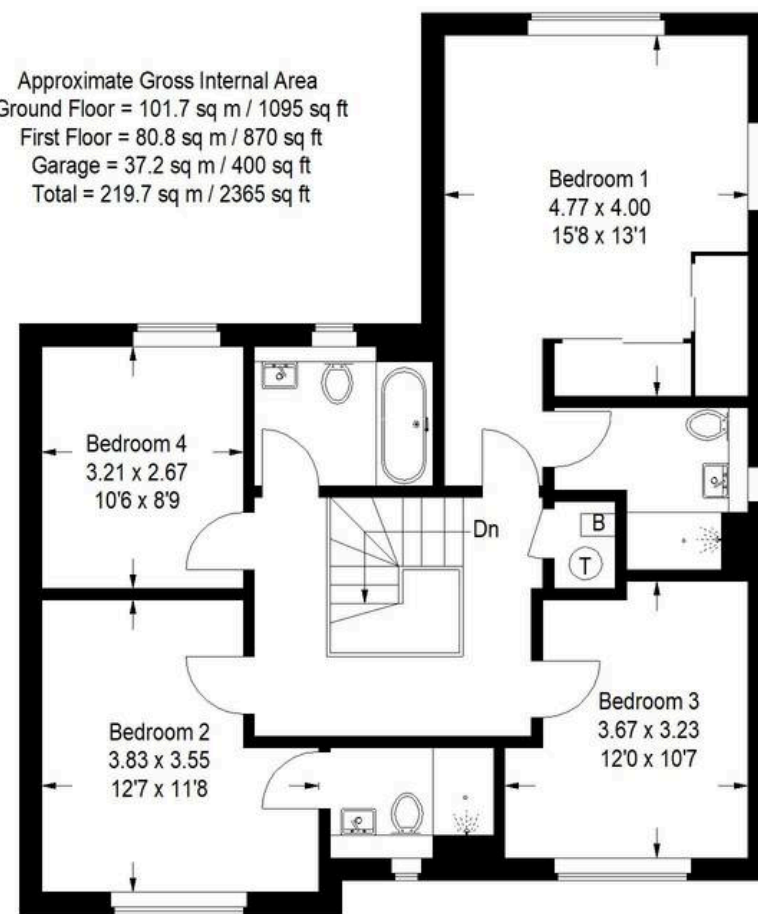 Approximate Gross Internal Area
Ground Floor = 101.7 sq m / 1095 sq ft
First Floor = 80.8 sq m / 870 sq ft
Garage = 37.2 sq m / 400 sq ft
Total = 219.7 sq m / 2365 sq ft
Bedroom 1
4.77 x 4.00
15'8 x 13'1
Bedroom 4
3.21 x 2.67
10'6 x 8'9
Dn
B
T
Bedroom 2
3.83 x 3.55
12'7 x 11'8
Bedroom 3
3.67 x 3.23
12'0 x 10'7